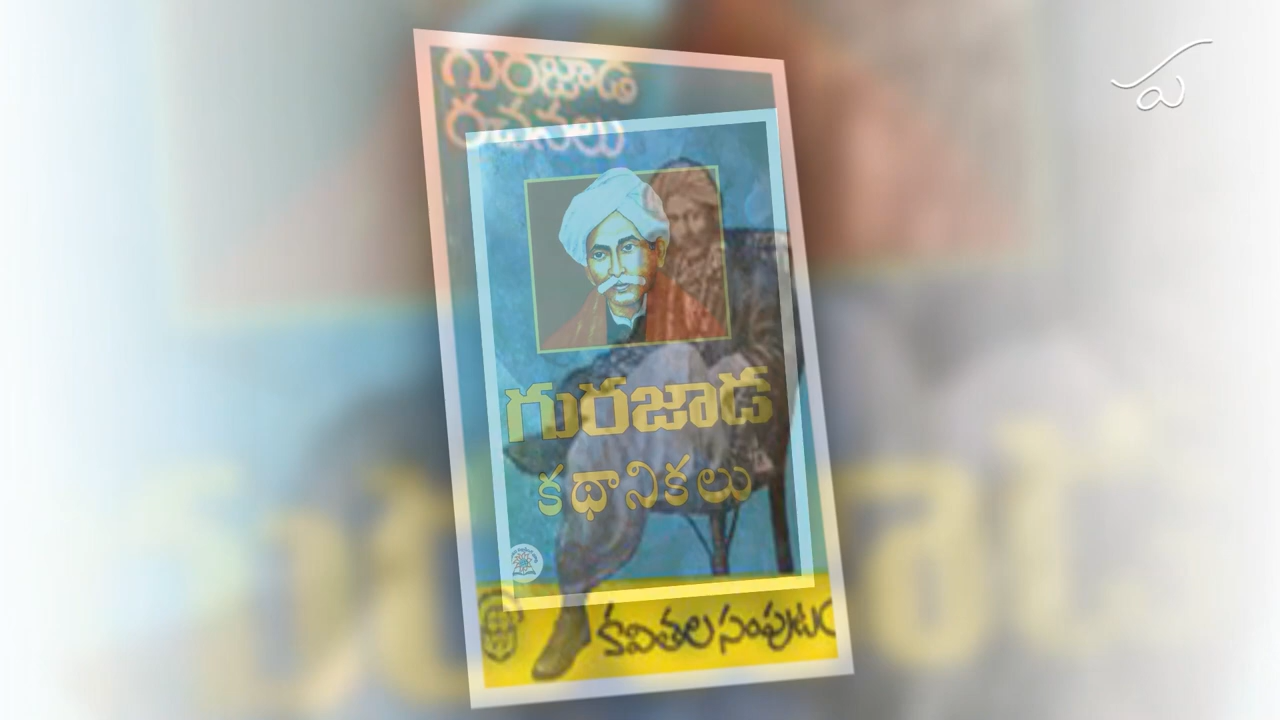 గురజాడ
రచనలు
గురజాడ
కథానికలు
కవితల సంపుటం